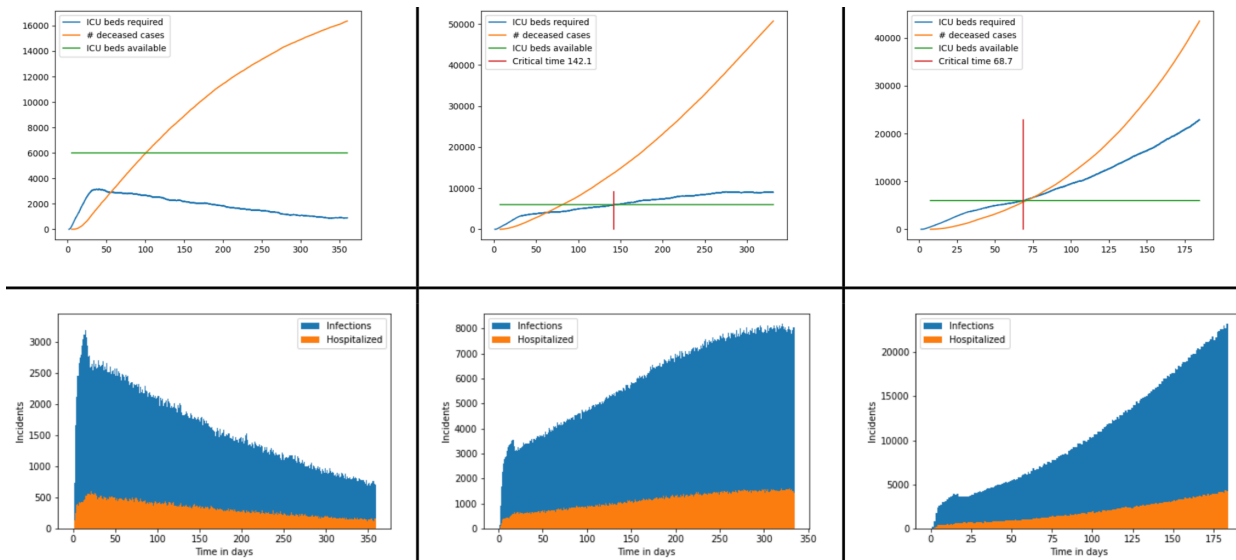 ICU beds required
# deceased cases
ICU beds available
16000
14000
12000
10000
8000
6000
4000
2000
0
0 50 100 150 200 250 300 350
ICU beds required
# deceased cases
ICU beds available
Critical time 142.1
50000
40000
30000
20000
10000
0
0 50 100 150 200 250 300
ICU beds required
# deceased cases
ICU beds available
Critical time 68.7
40000
30000
20000
10000
0
0 25 50 75 100 125 150 175
Infections
Hospitalized
Incidents
3000
2500
2000
1500
1000
500
0
0 50 100 150 200 250 300 350
Time in days
Infections
Hospitalized
Incidents
8000
7000
6000
5000
4000
3000
2000
1000
0
0 50 100 150 200 250 300 350
Time in days
Infections
Hospitalized
Incidents
20000
15000
10000
5000
0
0 25 50 75 100 125 150 175
Time in days